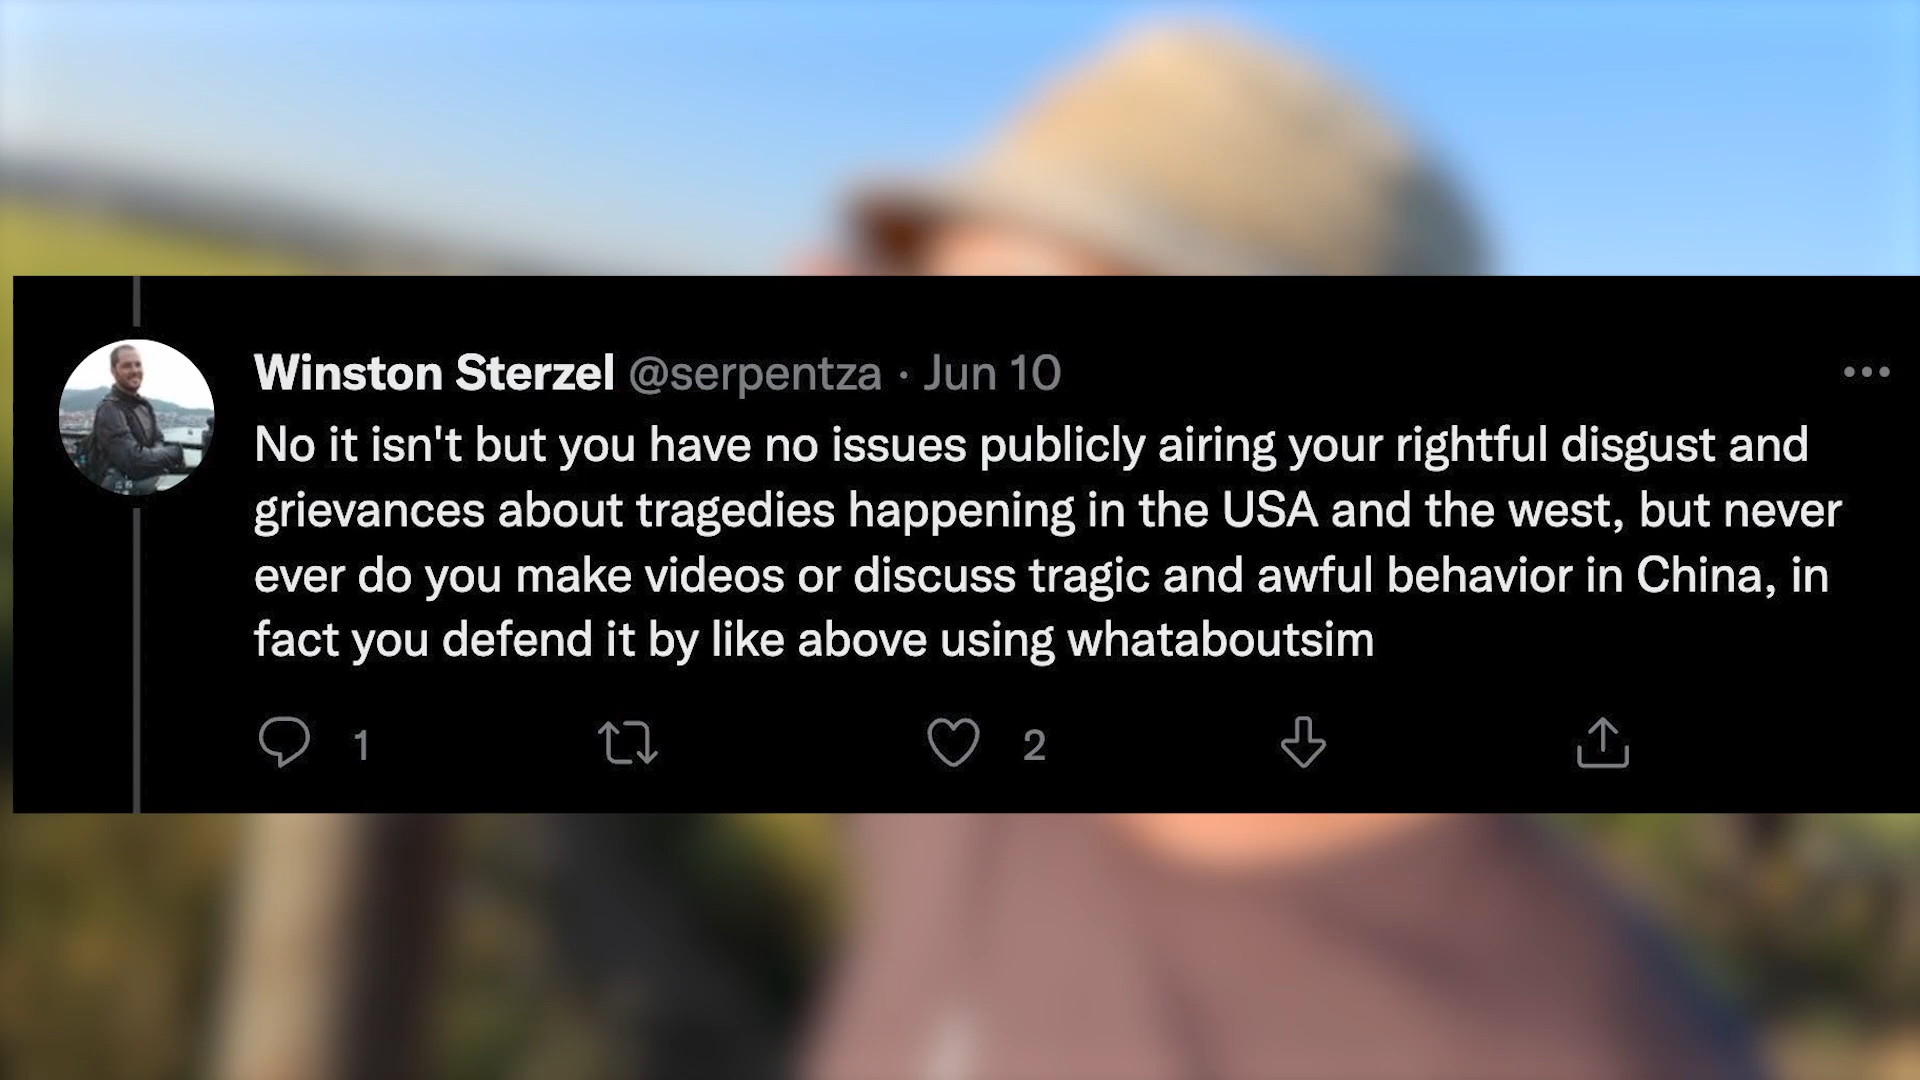 Winston Sterzel @serpentza · Jun 10
No it isn't but you have no issues publicly airing your rightful disgust and
grievances about tragedies happening in the USA and the west, but never
ever do you make videos or discuss tragic and awful behavior in China, in
fact you defend it by like above using whataboutsim
1 2